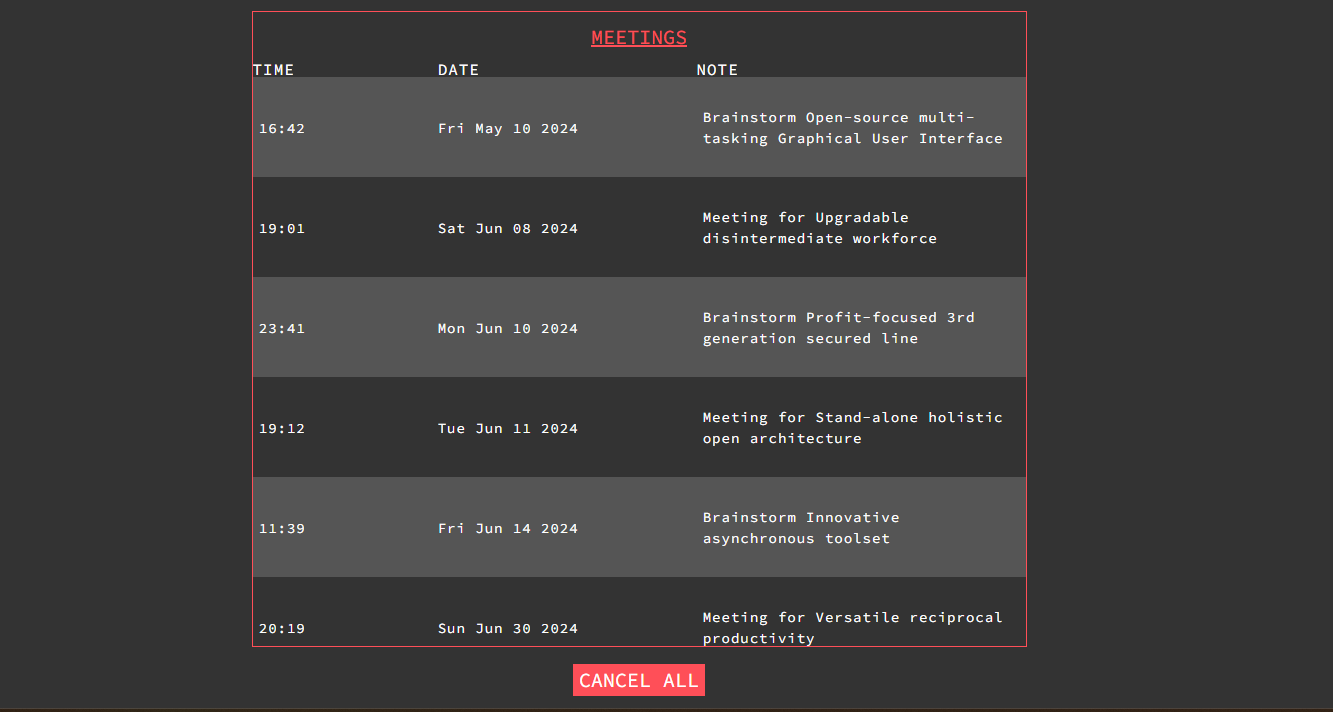 MEETINGS
TIME DATE NOTE
16:42 Fri May 10 2024 Brainstorm Open-source multi-
tasking Graphical User Interface
19:01 Sat Jun 08 2024 Meeting for Upgradable
disintermediate workforce
23:41 Mon Jun 10 2024 Brainstorm Profit-focused 3rd
generation secured line
19:12 Tue Jun 11 2024 Meeting for Stand-alone holistic
open architecture
11:39 Fri Jun 14 2024 Brainstorm Innovative
asynchronous toolset
20:19 Sun Jun 30 2024 Meeting for Versatile reciprocal
productivity
CANCEL ALL